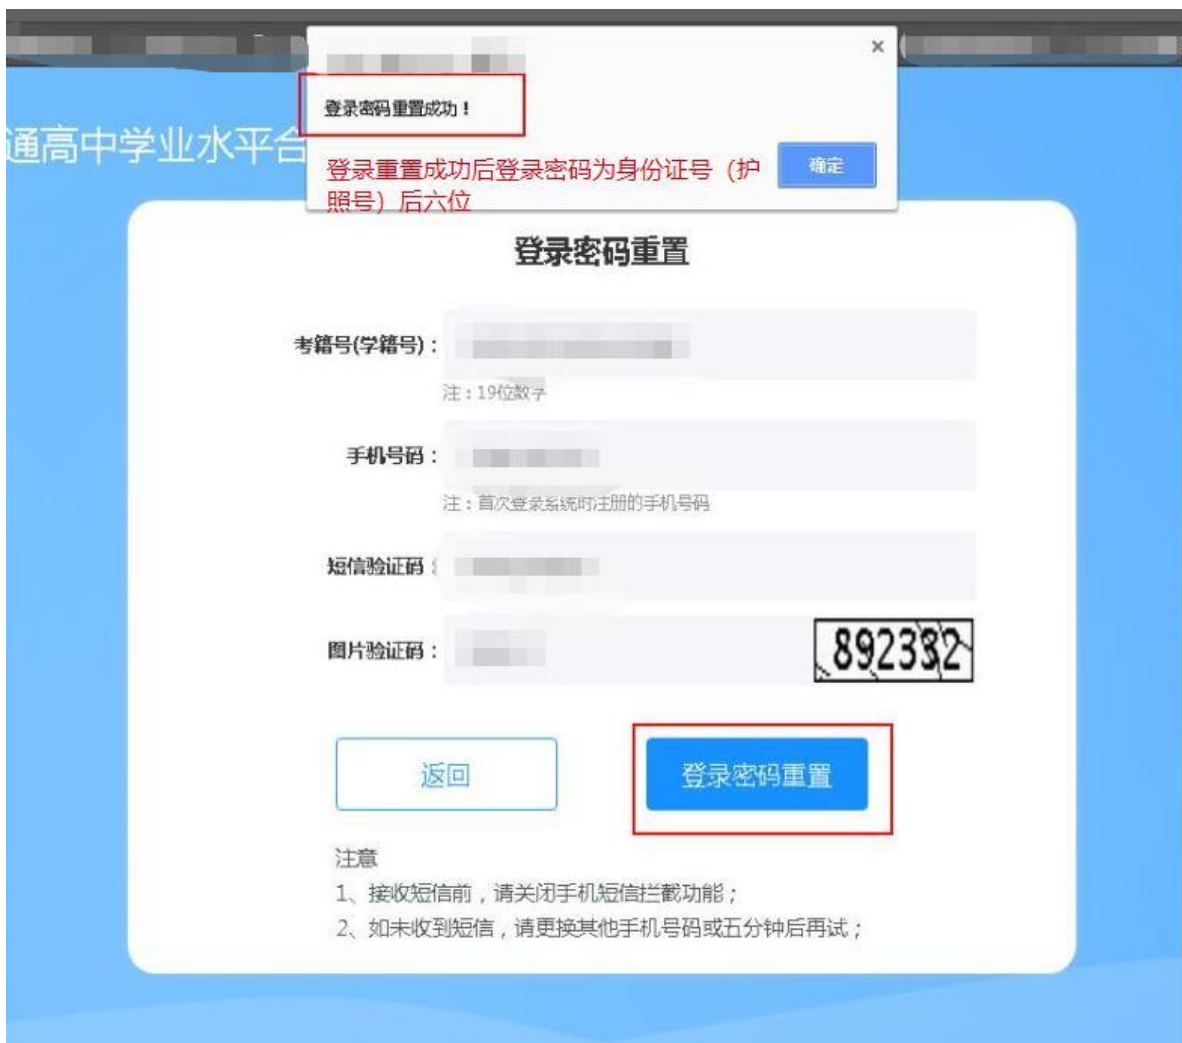 登录密码重置成功！
通高中学业水平合
登录重置成功后登录密码为身份证号（护
照号）后六位
确定
登录密码重置
考籍号(学籍号)：
注：19位数字
手机号码：
注：首次登录系统时注册的手机号码
短信验证码：
图片验证码：
892332
返回
登录密码重置
注意
1、接收短信前，请关闭手机短信拦截功能；
2、如未收到短信，请更换其他手机号码或五分钟后再试；